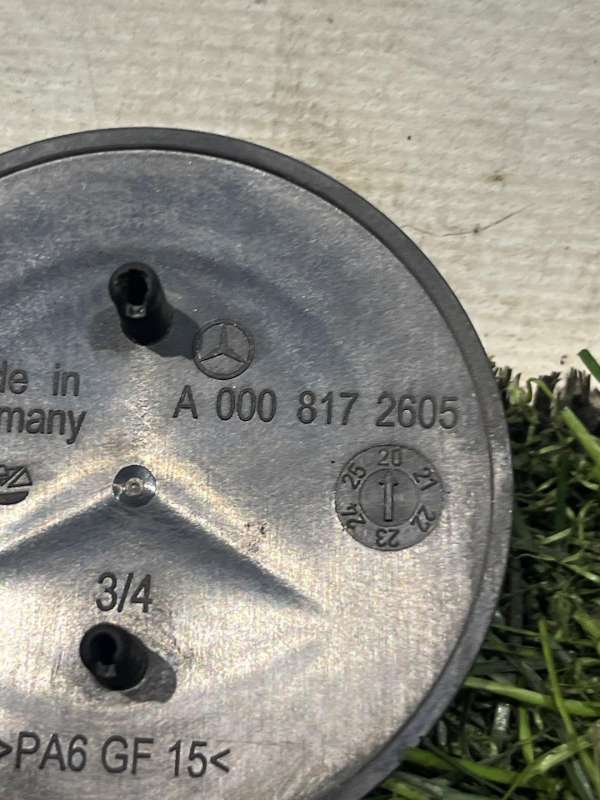 de in
many
A 000 817 2605
20 21 22 23 24 25
3/4
>PA6 GF 15<